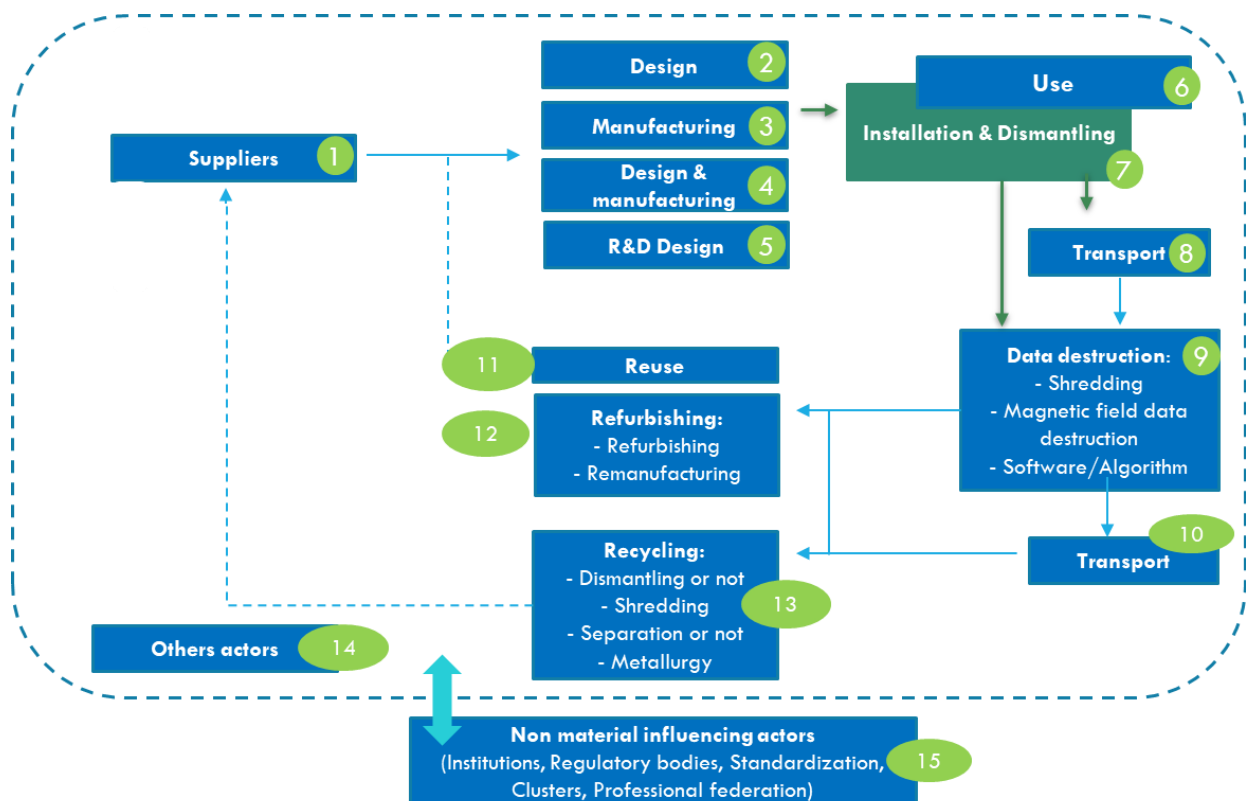 Design 2
Use 6
Manufacturing 3
Installation & Dismantling
7
Suppliers 1
Design &
manufacturing 4
R&D Design 5
Transport 8
Data destruction: 9
- Shredding
- Magnetic field data
destruction
- Software/Algorithm
11 Reuse
12 Refurbishing:
- Refurbishing
- Remanufacturing
10
Transport
Recycling:
- Dismantling or not
- Shredding
- Separation or not
- Metallurgy
13
Others actors 14
Non material influencing actors
(Institutions, Regulatory bodies, Standardization,
Clusters, Professional federation)
15